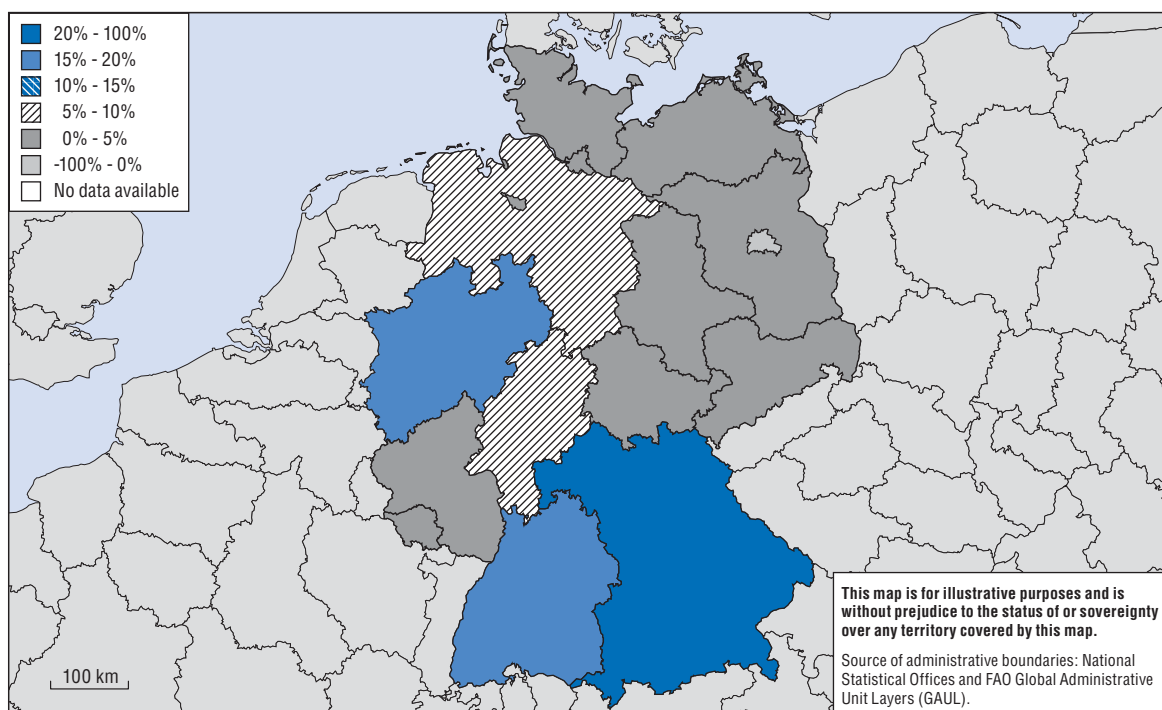 20% - 100%
15% - 20%
10% - 15%
5% - 10%
0% - 5%
-100% - 0%
No data available
100 km
This map is for illustrative purposes and is
without prejudice to the status of or sovereignty
over any territory covered by this map.
Source of administrative boundaries: National
Statistical Offices and FAO Global Administrative
Unit Layers (GAUL).